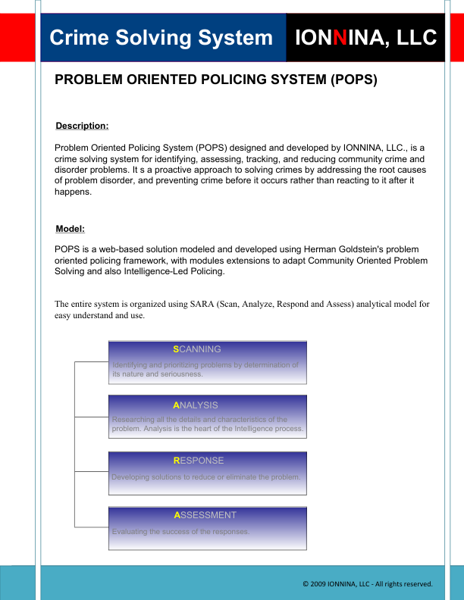 Crime Solving System IONNINA, LLC
PROBLEM ORIENTED POLICING SYSTEM (POPS)
Description:
Problem Oriented Policing System (POPS) designed and developed by IONNINA, LLC., is a
crime solving system for identifying, assessing, tracking, and reducing community crime and
disorder problems. It s a proactive approach to solving crimes by addressing the root causes
of problem disorder, and preventing crime before it occurs rather than reacting to it after it
happens.
Model:
POPS is a web-based solution modeled and developed using Herman Goldstein's problem
oriented policing framework, with modules extensions to adapt Community Oriented Problem
Solving and also Intelligence-Led Policing.
The entire system is organized using SARA (Scan, Analyze, Respond and Assess) analytical model for
easy understand and use.
SCANNING
Identifying and prioritizing problems by determination of
its nature and seriousness.
ANALYSIS
Researching all the details and characteristics of the
problem. Analysis is the heart of the Intelligence process.
RESPONSE
Developing solutions to reduce or eliminate the problem.
ASSESSMENT
Evaluating the success of the responses.
© 2009 IONNINA, LLC - All rights reserved.